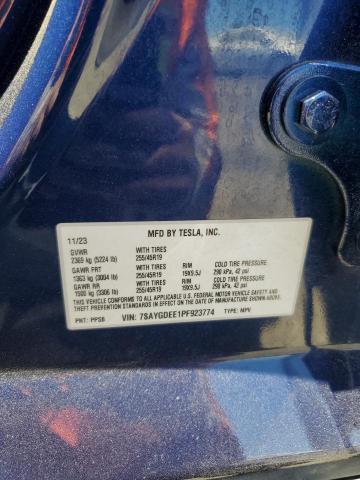 MFD BY TESLA, INC.
11/23
GVWR
2369 kg (5224 lb) WITH TIRES 255/45R19
GAWR FRT
1363 kg (3004 lb) WITH TIRES 255/45R19 RIM 19X9.5J COLD TIRE PRESSURE 290 kPa, 42 psi
GAWR RR
1500 kg (3306 lb) WITH TIRES 255/45R19 RIM 19X9.5J COLD TIRE PRESSURE 290 kPa, 42 psi
THIS VEHICLE CONFORMS TO ALL APPLICABLE U.S. FEDERAL MOTOR VEHICLE SAFETY AND
THEFT PREVENTION STANDARDS IN EFFECT ON THE DATE OF MANUFACTURE SHOWN ABOVE.
PNT: PPSB VIN: 7SAYGDEE1PF923774 TYPE: MPV